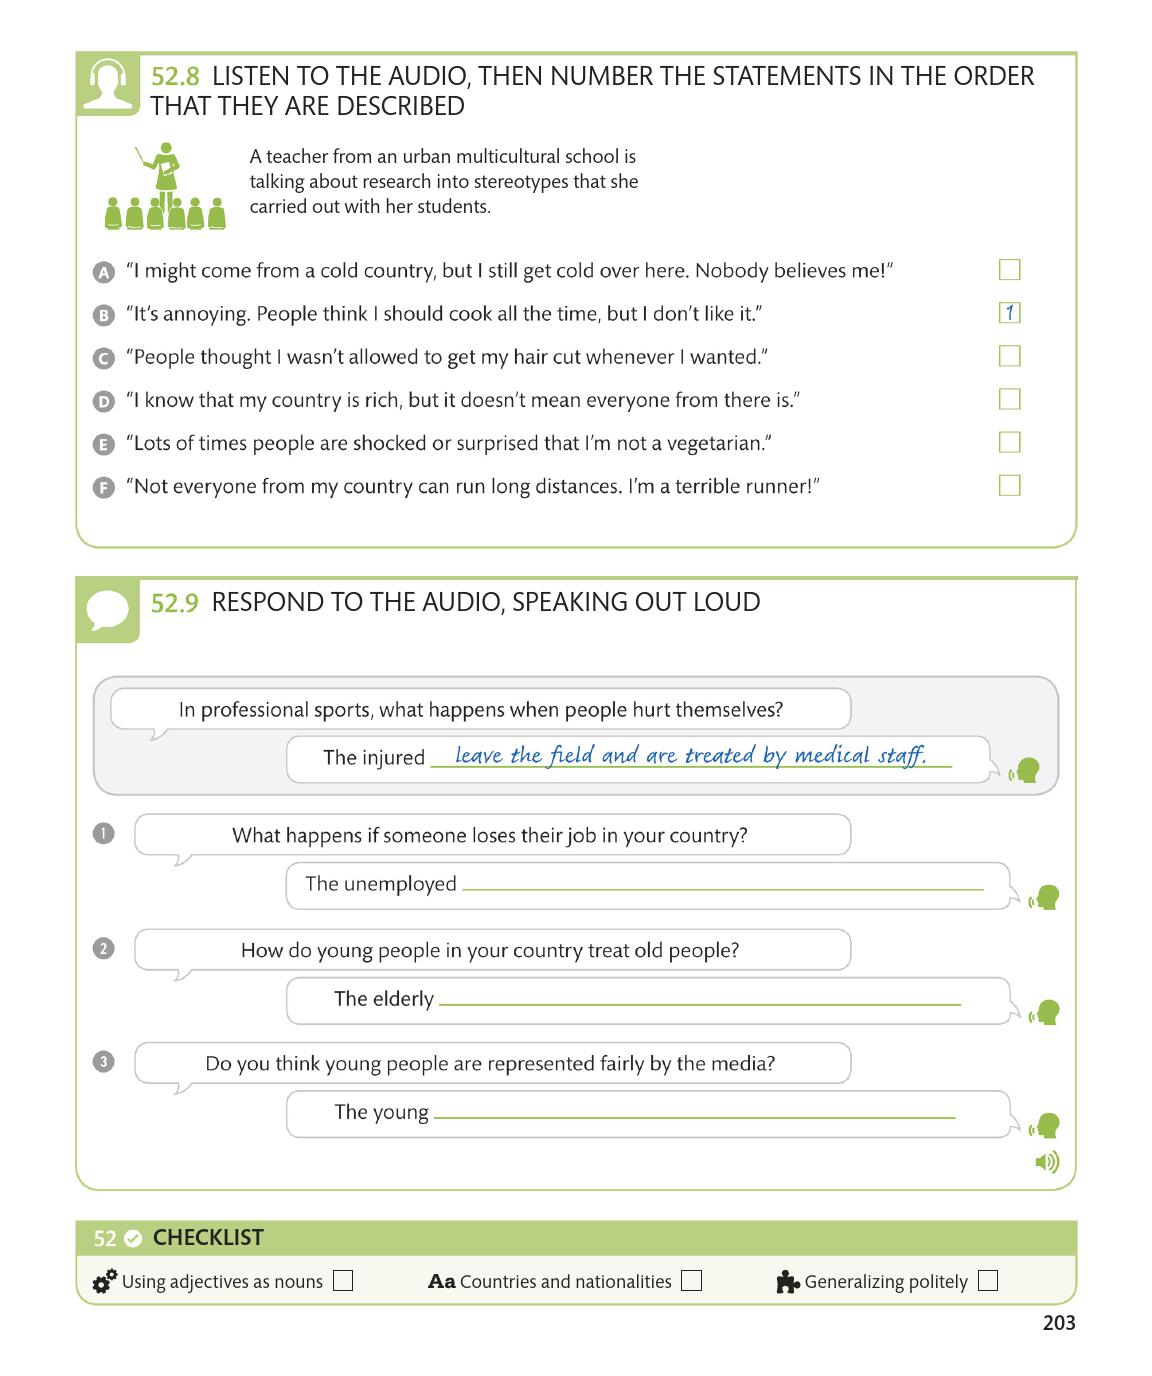 52.8 LISTEN TO THE AUDIO, THEN NUMBER THE STATEMENTS IN THE ORDER
THAT THEY ARE DESCRIBED
A teacher from an urban multicultural school is
talking about research into stereotypes that she
carried out with her students.
A “I might come from a cold country, but I still get cold over here. Nobody believes me!”
B “It’s annoying. People think I should cook all the time, but I don’t like it.” 1
C “People thought I wasn’t allowed to get my hair cut whenever I wanted.”
D “I know that my country is rich, but it doesn’t mean everyone from there is.”
E “Lots of times people are shocked or surprised that I’m not a vegetarian.”
F “Not everyone from my country can run long distances. I’m a terrible runner!”
52.9 RESPOND TO THE AUDIO, SPEAKING OUT LOUD
In professional sports, what happens when people hurt themselves?
The injured leave the field and are treated by medical staff.
1 What happens if someone loses their job in your country?
The unemployed
2 How do young people in your country treat old people?
The elderly
3 Do you think young people are represented fairly by the media?
The young
52 CHECKLIST
Using adjectives as nouns Aa Countries and nationalities Generalizing politely
203